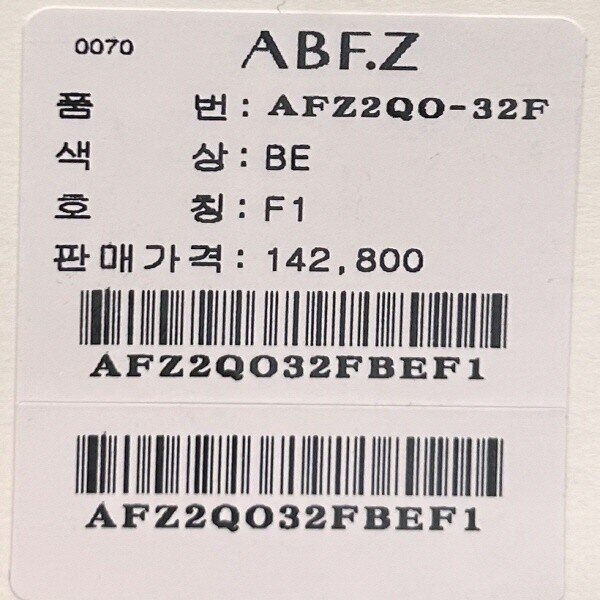 0070 ABF.Z
품 번 : AFZ2QO-32F
색 상 : BE
호 칭 : F1
판매가격 : 142,800
AFZ2QO32FBEF1
AFZ2QO32FBEF1